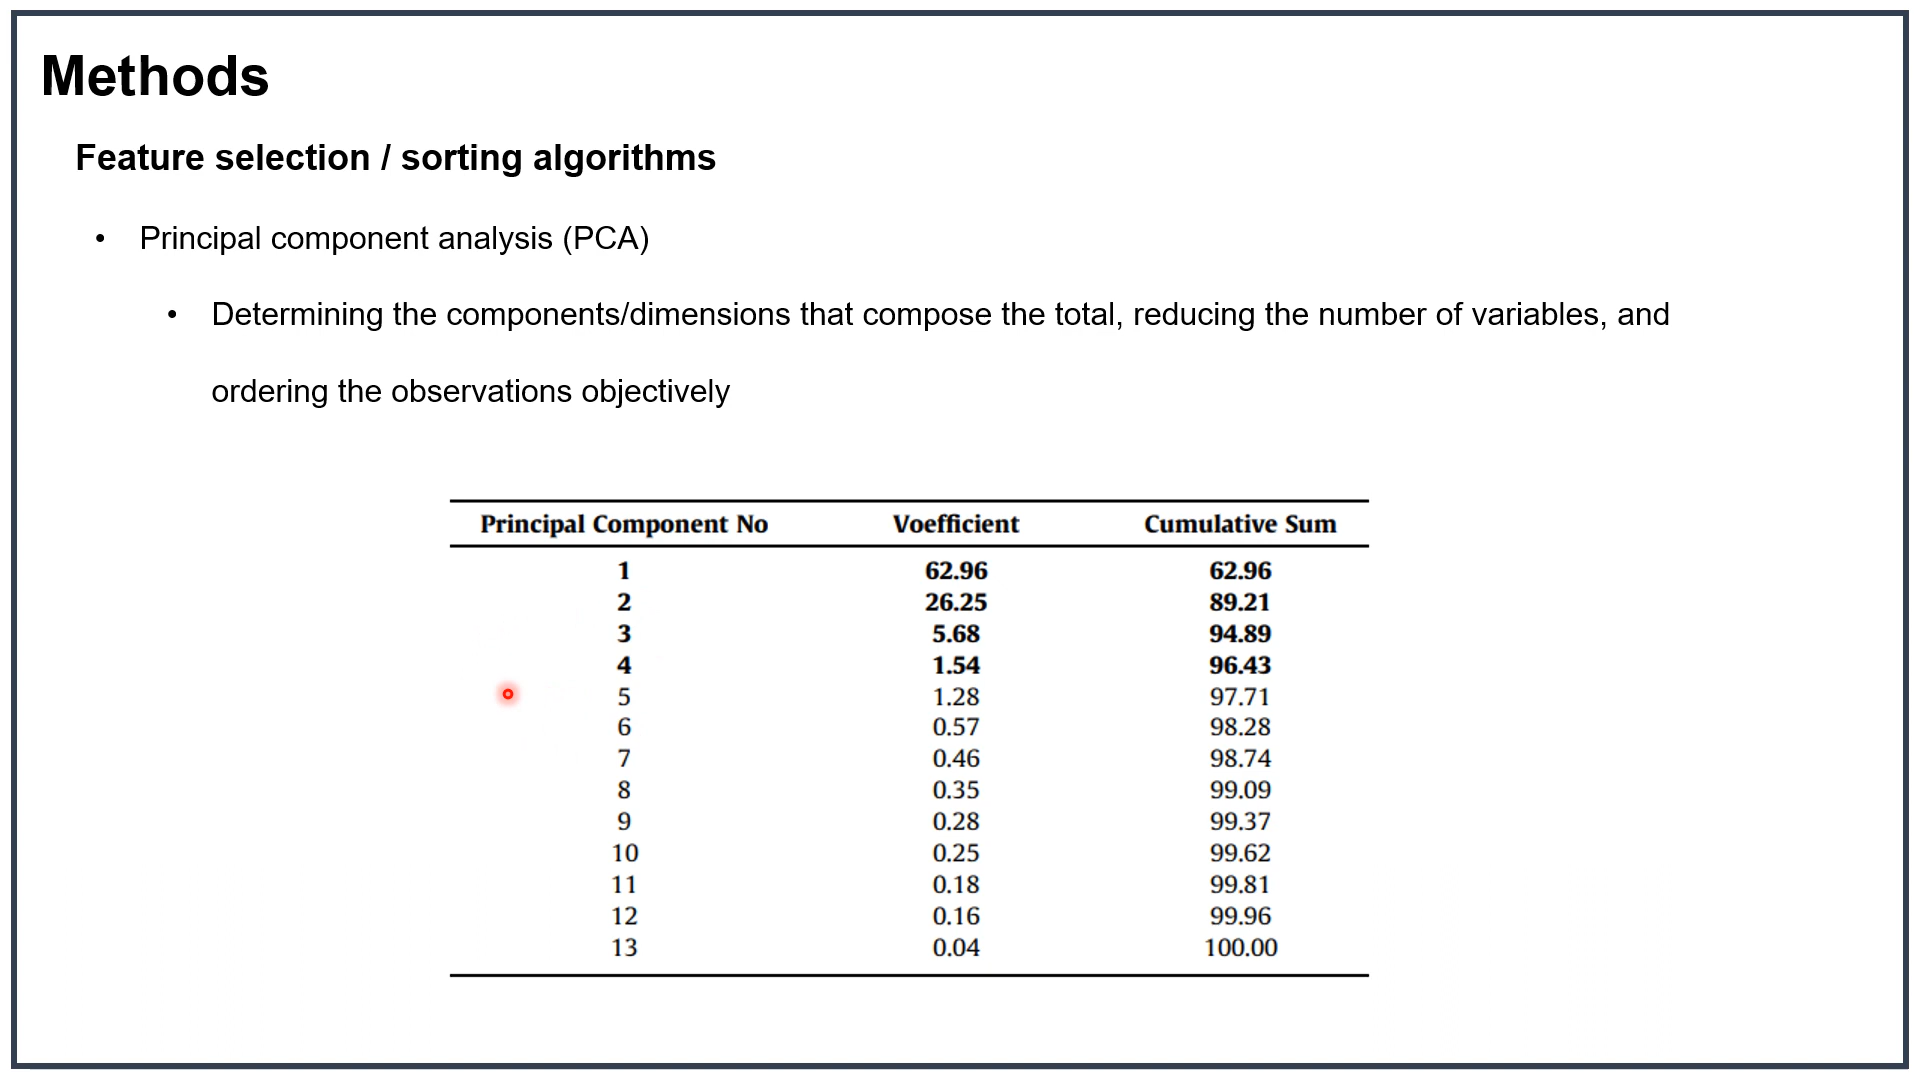 Methods
Feature selection / sorting algorithms
• Principal component analysis (PCA)
• Determining the components/dimensions that compose the total, reducing the number of variables, and
ordering the observations objectively
Principal Component No Voefficient Cumulative Sum
1 62.96 62.96
2 26.25 89.21
3 5.68 94.89
4 1.54 96.43
5 1.28 97.71
6 0.57 98.28
7 0.46 98.74
8 0.35 99.09
9 0.28 99.37
10 0.25 99.62
11 0.18 99.81
12 0.16 99.96
13 0.04 100.00